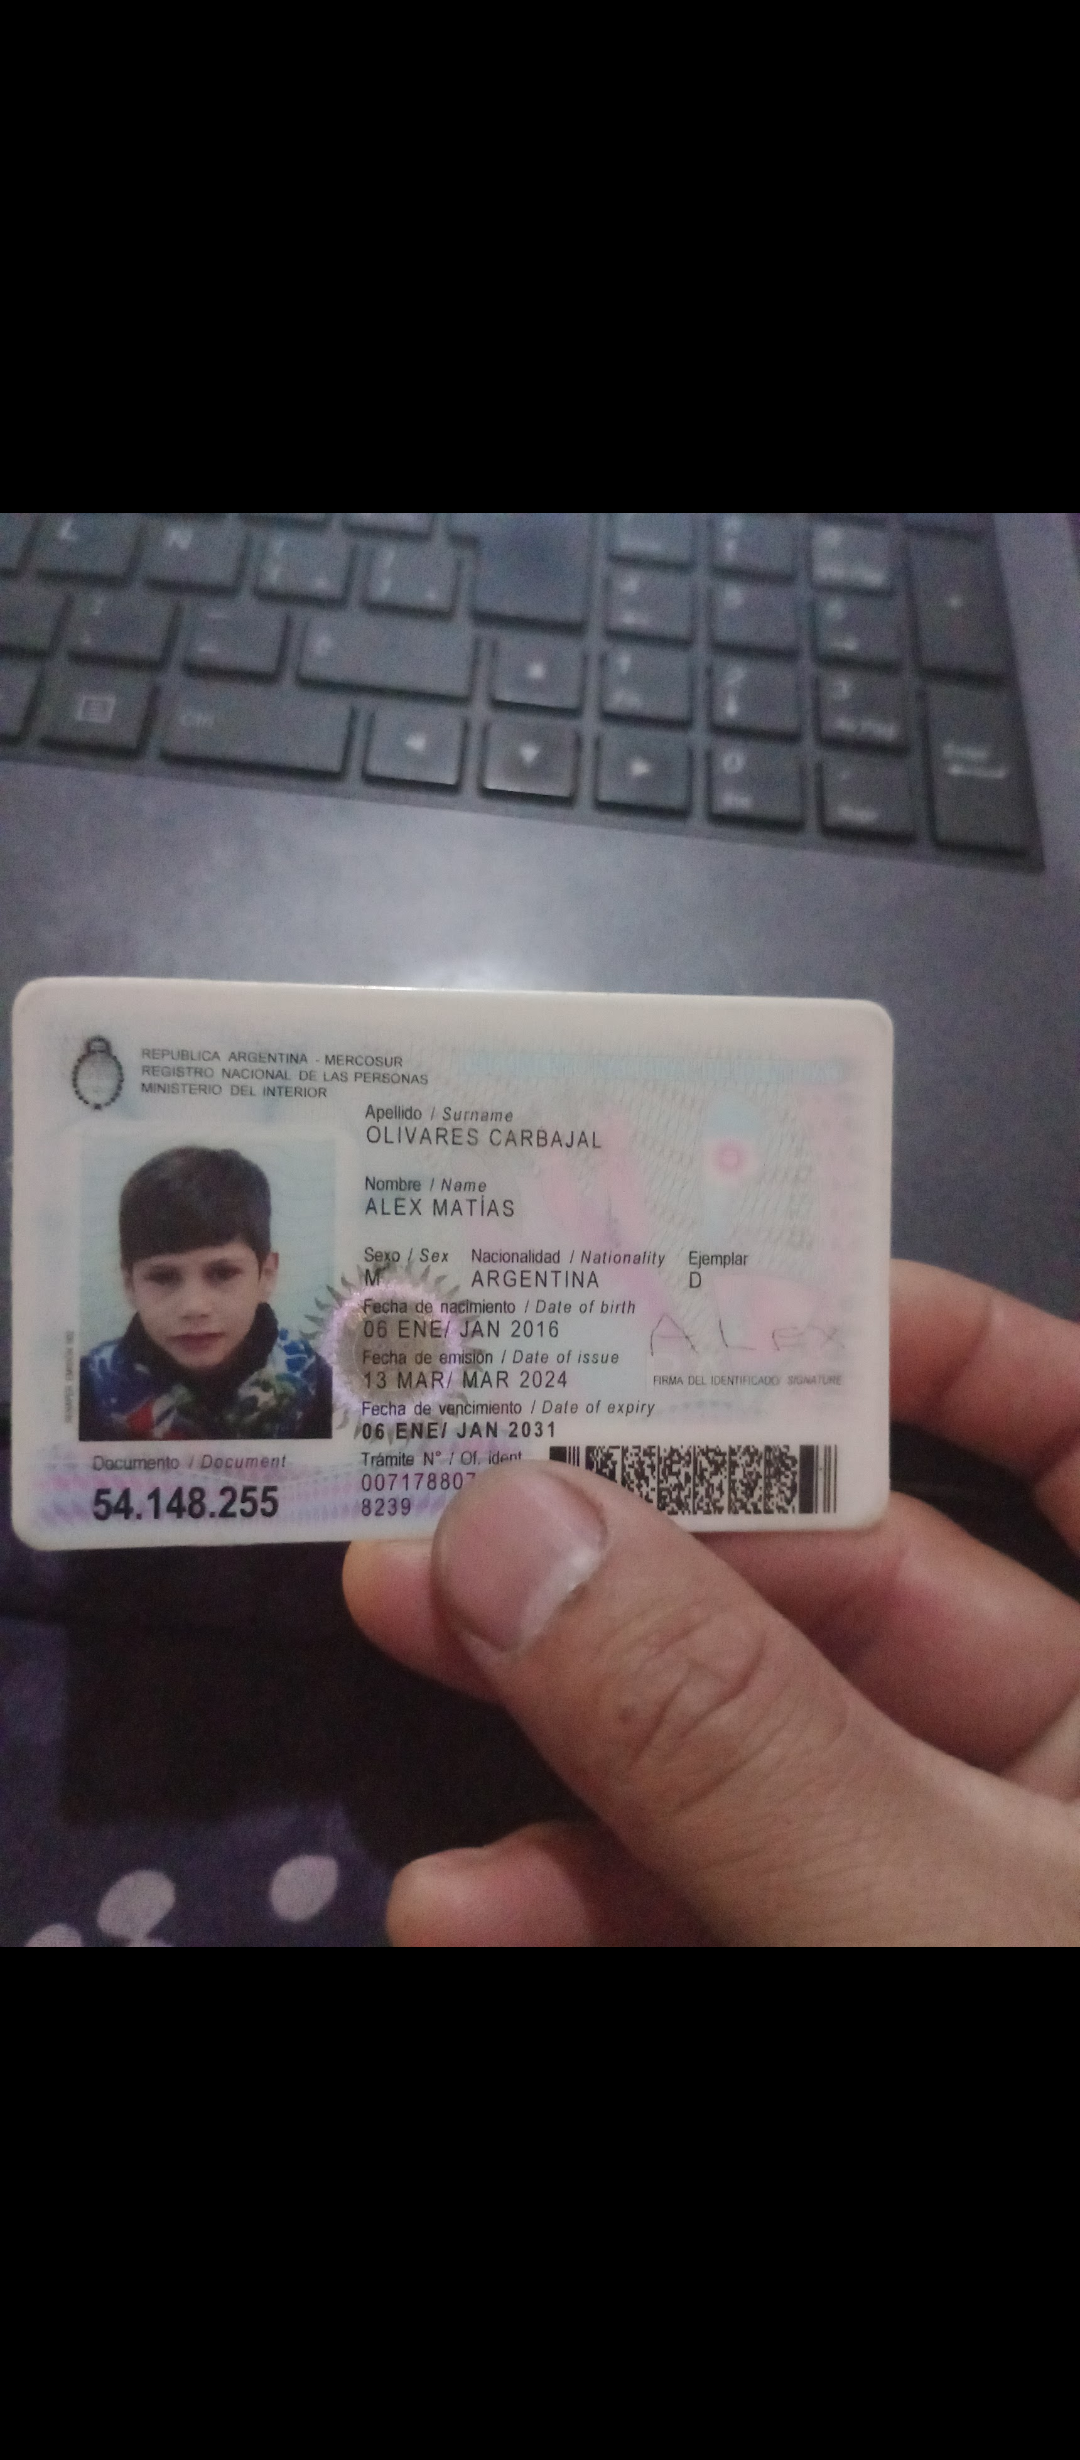 REPUBLICA ARGENTINA - MERCOSUR
REGISTRO NACIONAL DE LAS PERSONAS
MINISTERIO DEL INTERIOR
Apellido / Surname
OLIVARES CARBAJAL
Nombre / Name
ALEX MATÍAS
Sexo / Sex Nacionalidad / Nationality Ejemplar
M ARGENTINA D
Fecha de nacimiento / Date of birth
06 ENE/ JAN 2016
Fecha de emisión / Date of issue
13 MAR/ MAR 2024
ALEX
FIRMA DEL IDENTIFICADO SIGNATURE
Fecha de vencimiento / Date of expiry
06 ENE/ JAN 2031
Documento / Document
54.148.255
Trámite N° / Of. ident
007178807
8239